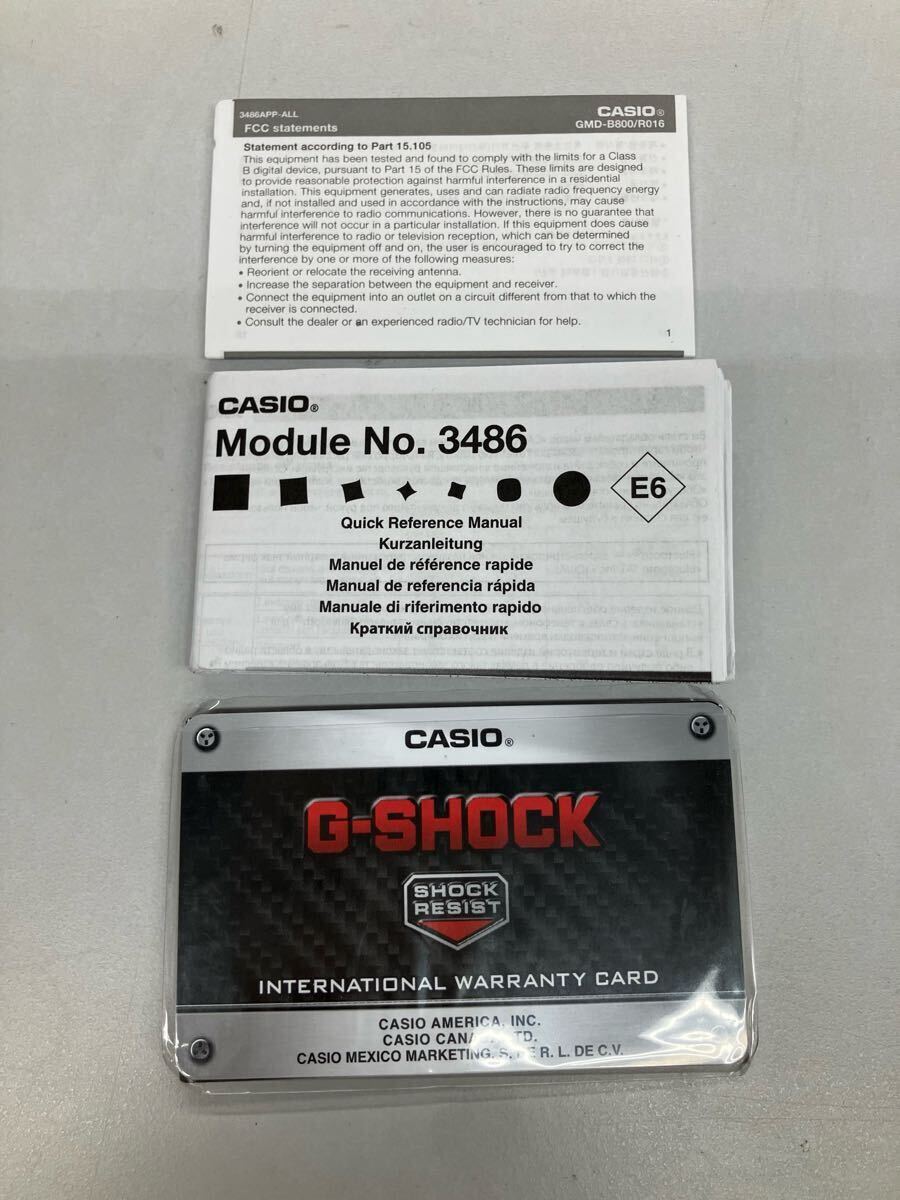 3486APP-ALL
CASIO®
FCC statements
GMD-B800/R016
Statement according to Part 15.105
This equipment has been tested and found to comply with the limits for a Class
B digital device, pursuant to Part 15 of the FCC Rules. These limits are designed
to provide reasonable protection against harmful interference in a residential
installation. This equipment generates, uses and can radiate radio frequency energy
and, if not installed and used in accordance with the instructions, may cause
harmful interference to radio communications. However, there is no guarantee that
interference will not occur in a particular installation. If this equipment does cause
harmful interference to radio or television reception, which can be determined
by turning the equipment off and on, the user is encouraged to try to correct the
interference by one or more of the following measures:
• Reorient or relocate the receiving antenna.
• Increase the separation between the equipment and receiver.
• Connect the equipment into an outlet on a circuit different from that to which the
receiver is connected.
• Consult the dealer or an experienced radio/TV technician for help.
1
CASIO®
Module No. 3486
E6
Quick Reference Manual
Kurzanleitung
Manuel de référence rapide
Manual de referencia rápida
Manuale di riferimento rapido
Краткий справочник
CASIO®
G-SHOCK
SHOCK
RESIST
INTERNATIONAL WARRANTY CARD
CASIO AMERICA, INC.
CASIO CANADA LTD.
CASIO MEXICO MARKETING, S. DE R. L. DE C.V.